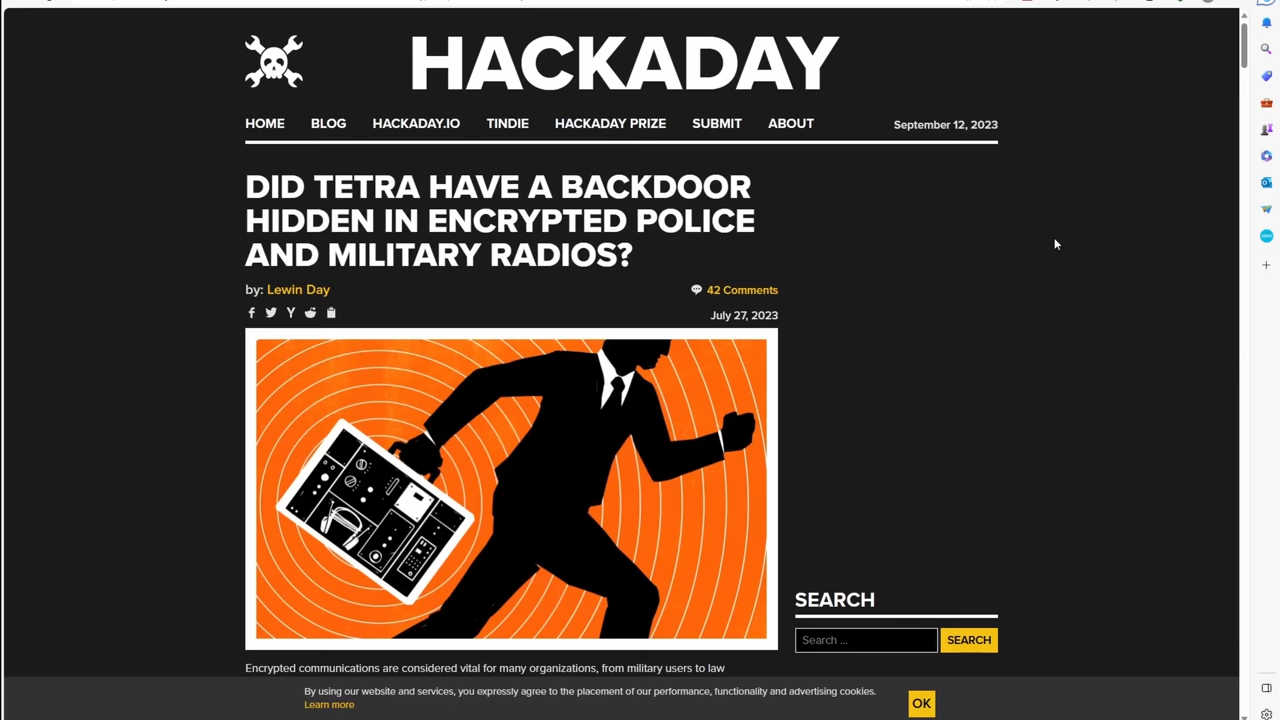 HACKADAY
HOME BLOG HACKADAY.IO TINDIE HACKADAY PRIZE SUBMIT ABOUT September 12, 2023
DID TETRA HAVE A BACKDOOR
HIDDEN IN ENCRYPTED POLICE
AND MILITARY RADIOS?
by: Lewin Day 42 Comments
July 27, 2023
SEARCH
Search ... SEARCH
Encrypted communications are considered vital for many organizations, from military users to law
By using our website and services, you expressly agree to the placement of our performance, functionality and advertising cookies.
Learn more
OK